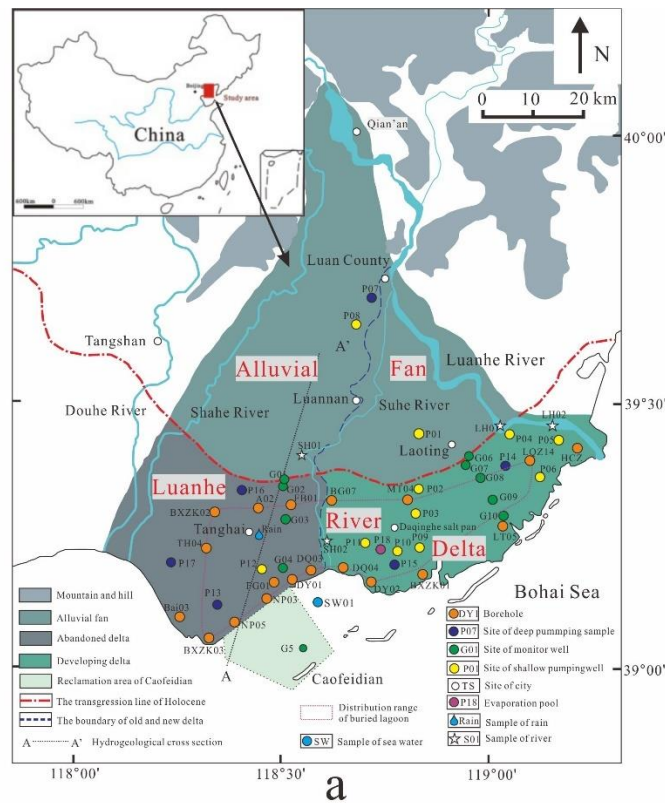 Beijing
Study area
China
400km 0 600km
N
0 10 20 km
40°00'
39°50'
39°00'
118°00'
118°50'
119°00'
Qian'an
Luan County
P07
P08
A'
Tangshan
Alluvial
Fan
Luanhe River
Luannan
Douhe River
Shahe River
Suhe River
SH01
P01
Laoting
LH01
LH02
P04
P05
HCZ
G06
G07
P14
LQZ14
G08
P06
Luanhe
P16
G02
A02
FH01
BG07
MT04
P02
G09
BXZK02
G03
River
P03
G10
Tanghai
Rain
Daqinghe salt pan
LT05
TH04
SH02
P11
P18
P10
P09
Delta
P17
P12
G04
DQ03
DQ04
P15
FG01
DDY01
DY02
BXZK01
Bohai Sea
P13
NP03
SW01
Bai03
NP05
BXZK03
G5
A
Caofeidian
Mountain and hill
Alluvial fan
Abandoned delta
Developing delta
Reclamation area of Caofeidian
The transgression line of Holocene
The boundary of old and new delta
A A' Hydrogeological cross section
Distribution range
of buried lagoon
SW Sample of sea water
DY1 Borehole
P07 Site of deep pummping sample
G01 Site of monitor well
P01 Site of shallow pumpingwell
TS Site of city
P18 Evaporation pool
Rain Sample of rain
S01 Sample of river
a